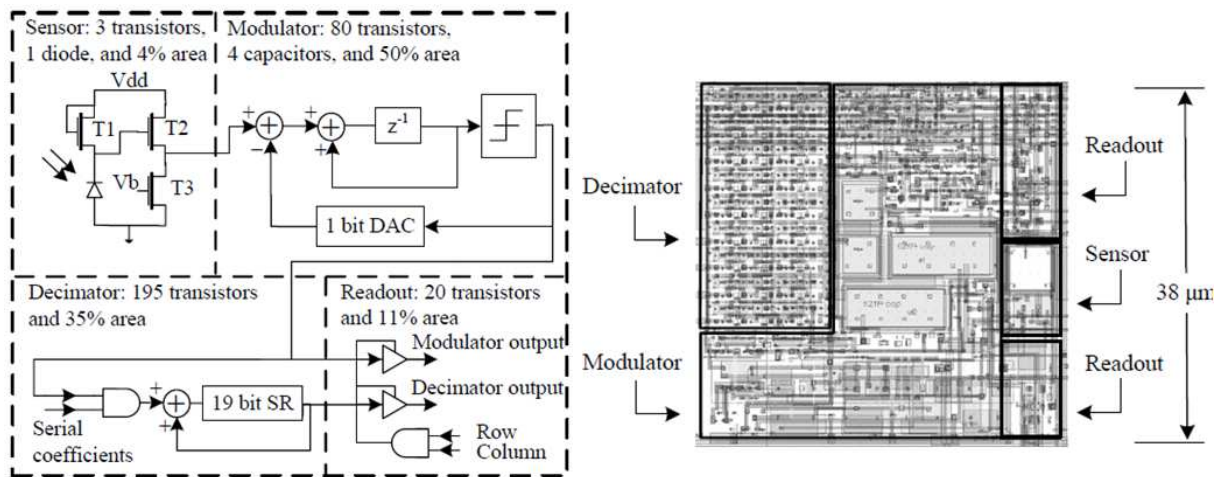 Sensor: 3 transistors,
1 diode, and 4% area
Modulator: 80 transistors,
4 capacitors, and 50% area
Vdd
T1
T2
Vb
T3
+
−
+
+
z⁻¹
1 bit DAC
Decimator: 195 transistors
and 35% area
Readout: 20 transistors
and 11% area
Modulator output
Decimator output
+
+
19 bit SR
Serial
coefficients
Row
Column
Decimator
Modulator
Readout
Sensor
Readout
38 μm